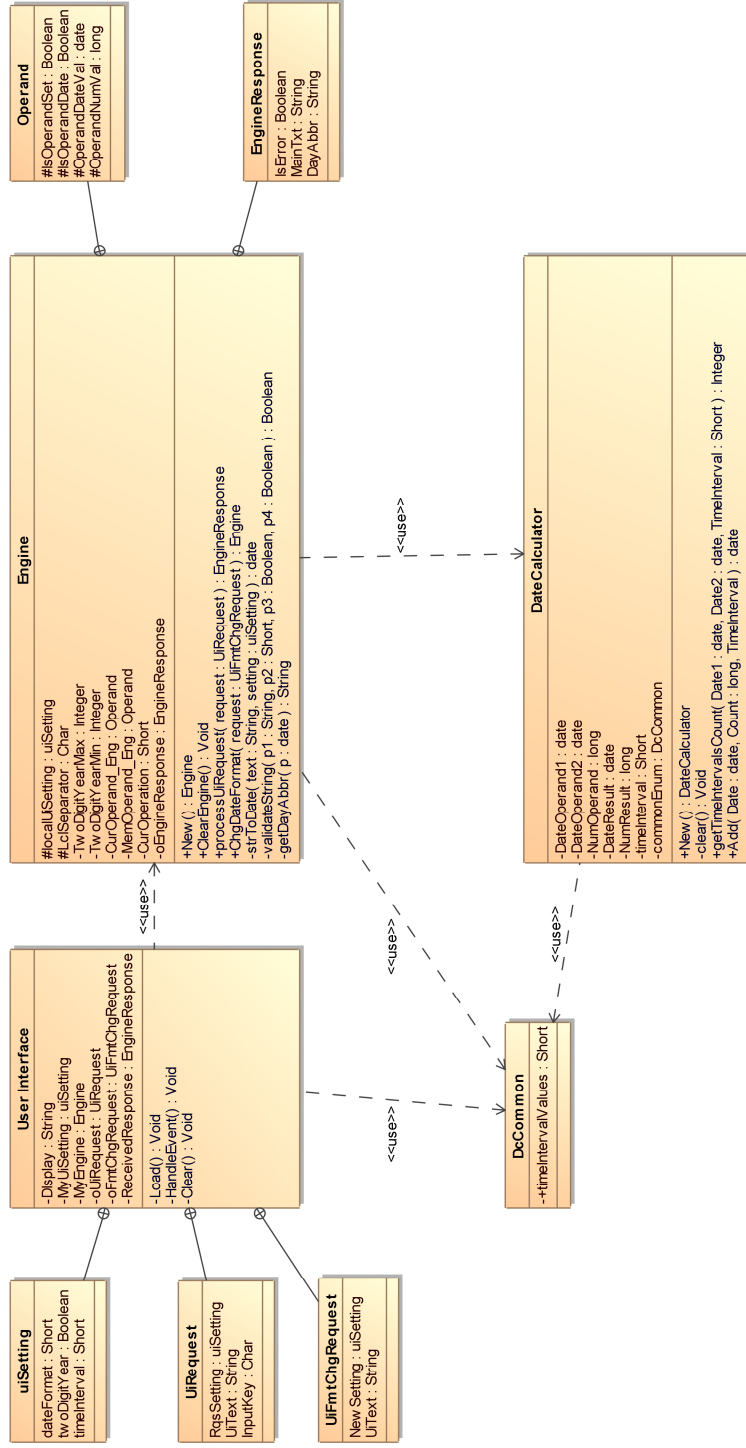 uiSetting
dateFormat : Short
twoDigitYear : Boolean
timeInterval : Short
UiRequest
RqsSetting : uiSetting
UiText : String
InputKey : Char
UiFmtChgRequest
New Setting : uiSetting
UiText : String
User Interface
-DIsplay : String
-MyUiSetting : uiSetting
-MyEngine : Engine
-oUiRequest : UiRequest
-oFmtChgRequest : UiFmtChgRequest
-ReceivedResponse : EngineResponse
-Load() : Void
-HandleEvent() : Void
-Clear() : Void
<<use>>
<<use>>
DcCommon
-+timeIntervalValues : Short
<<use>>
<<use>>
Engine
#localUiSetting : uiSetting
#LclSeparator : Char
-TwoDigitYearMax : Integer
-TwoDigitYearMin : Integer
-CurOperand_Eng : Operand
-MemOperand_Eng : Operand
-CurOperation : Short
-oEngineResponse : EngineResponse
+New () : Engine
+ClearEngine() : Void
+processUiRequest( request : UiRequest ) : EngineResponse
+ChgDateFormat( request : UiFmtChgRequest ) : Engine
-strToDate( text : String, setting : uiSetting ) : date
-validateString( p1 : String, p2 : Short, p3 : Boolean, p4 : Boolean ) : Boolean
-getDayAbbr( p : date ) : String
<<use>>
DateCalculator
-DateOperand1 : date
-DateOperand2 : date
-NumOperand : long
-DateResult : date
-NumResult : long
-timeInterval : Short
-commonEnum : DcCommon
+New () : DateCalculator
-clear() : Void
+getTimeIntervalsCount( Date1 : date, Date2 : date, TimeInterval : Short ) : Integer
+Add( Date : date, Count : long, TimeInterval ) : date
Operand
#IsOperandSet : Boolean
#IsOperandDate : Boolean
#OperandDateVal : date
#OperandNumVal : long
EngineResponse
IsError : Boolean
MainTxt : String
DayAbbr : String